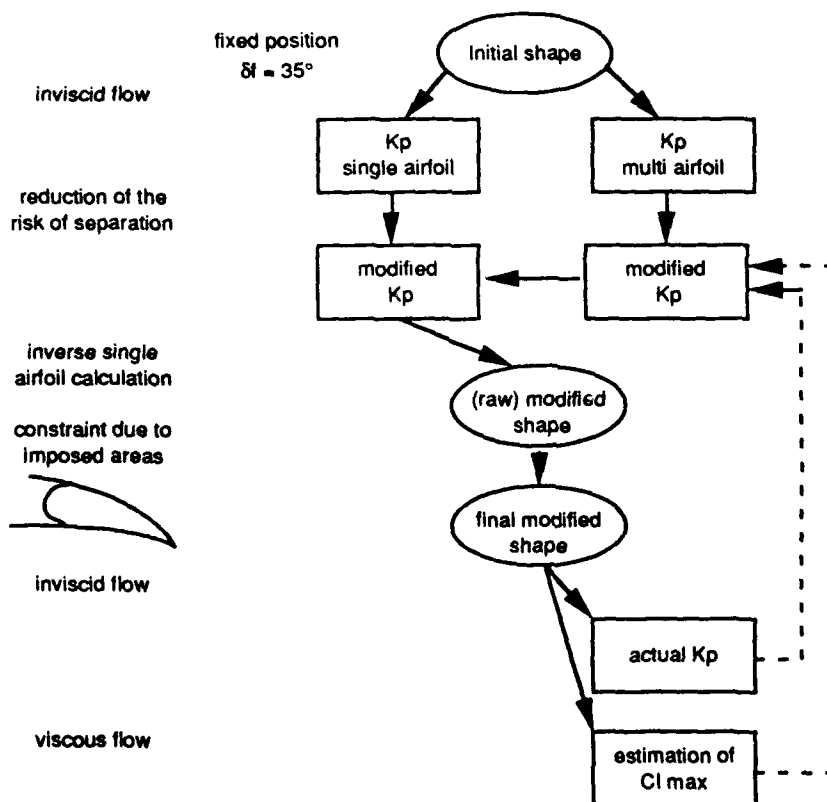 fixed position
δf = 35°
Initial shape
inviscid flow
Kp
single airfoil
Kp
multi airfoil
reduction of the
risk of separation
modified
Kp
modified
Kp
inverse single
airfoil calculation
(raw) modified
shape
constraint due to
imposed areas
final modified
shape
inviscid flow
actual Kp
viscous flow
estimation of
Cl max